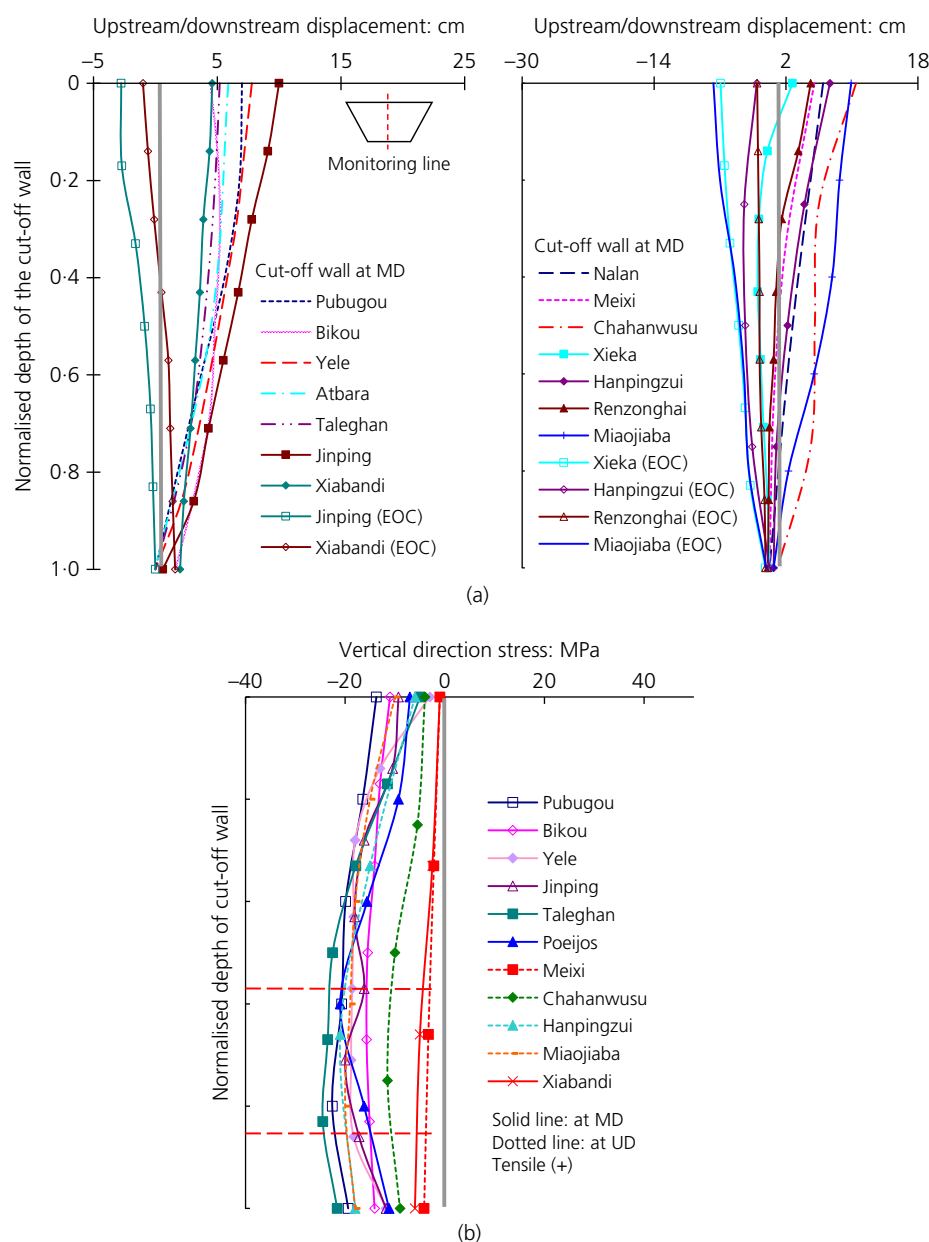 Upstream/downstream displacement: cm
–5 5 15 25
0
0·2
0·4
0·6
0·8
1·0
Normalised depth of the cut-off wall
Monitoring line
Cut-off wall at MD
Pubugou
Bikou
Yele
Atbara
Taleghan
Jinping
Xiabandi
Jinping (EOC)
Xiabandi (EOC)
Upstream/downstream displacement: cm
–30 –14 2 18
Cut-off wall at MD
Nalan
Meixi
Chahanwusu
Xieka
Hanpingzui
Renzonghai
Miaojiaba
Xieka (EOC)
Hanpingzui (EOC)
Renzonghai (EOC)
Miaojiaba (EOC)
(a)
Vertical direction stress: MPa
–40 –20 0 20 40
Normalised depth of cut-off wall
Pubugou
Bikou
Yele
Jinping
Taleghan
Poeijos
Meixi
Chahanwusu
Hanpingzui
Miaojiaba
Xiabandi
Solid line: at MD
Dotted line: at UD
Tensile (+)
(b)